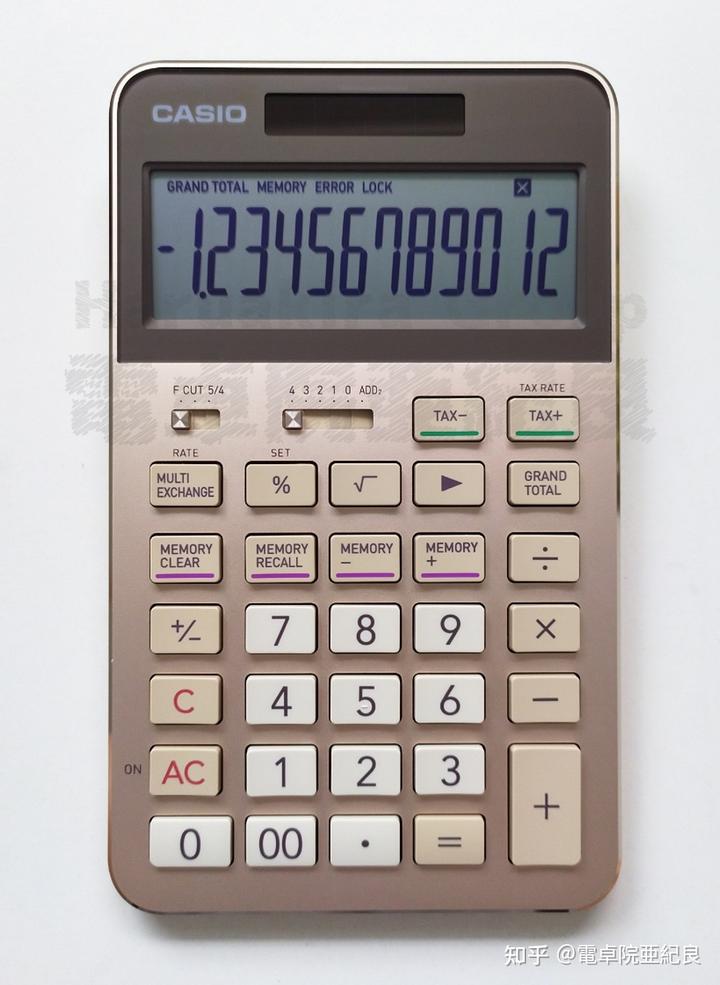 CASIO
GRAND TOTAL MEMORY ERROR LOCK ×
-1.23456789012
F CUT 5/4
4 3 2 1 0 ADD₂
TAX−
TAX RATE
TAX+
RATE
MULTI
EXCHANGE
SET
%
√
▶
GRAND
TOTAL
MEMORY
CLEAR
MEMORY
RECALL
MEMORY
−
MEMORY
+
÷
+/−
7
8
9
×
C
4
5
6
−
ON
AC
1
2
3
+
0
00
·
=
知乎 @電卓院亜紀良